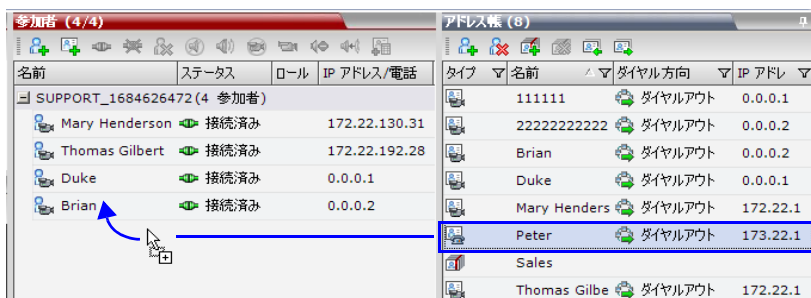 参加者 (4/4)
名前 ステータス ロール IP アドレス/電話
SUPPORT_1684626472(4 参加者)
Mary Henderson 接続済み 172.22.130.31
Thomas Gilbert 接続済み 172.22.192.28
Duke 接続済み 0.0.0.1
Brian 接続済み 0.0.0.2
アドレス帳 (8)
タイプ 名前 ダイヤル方向 IP アドレ
111111 ダイヤルアウト 0.0.0.1
22222222222 ダイヤルアウト 0.0.0.2
Brian ダイヤルアウト 0.0.0.2
Duke ダイヤルアウト 0.0.0.1
Mary Henders ダイヤルアウト 172.22.1
Peter ダイヤルアウト 173.22.1
Sales
Thomas Gilbe ダイヤルアウト 172.22.1